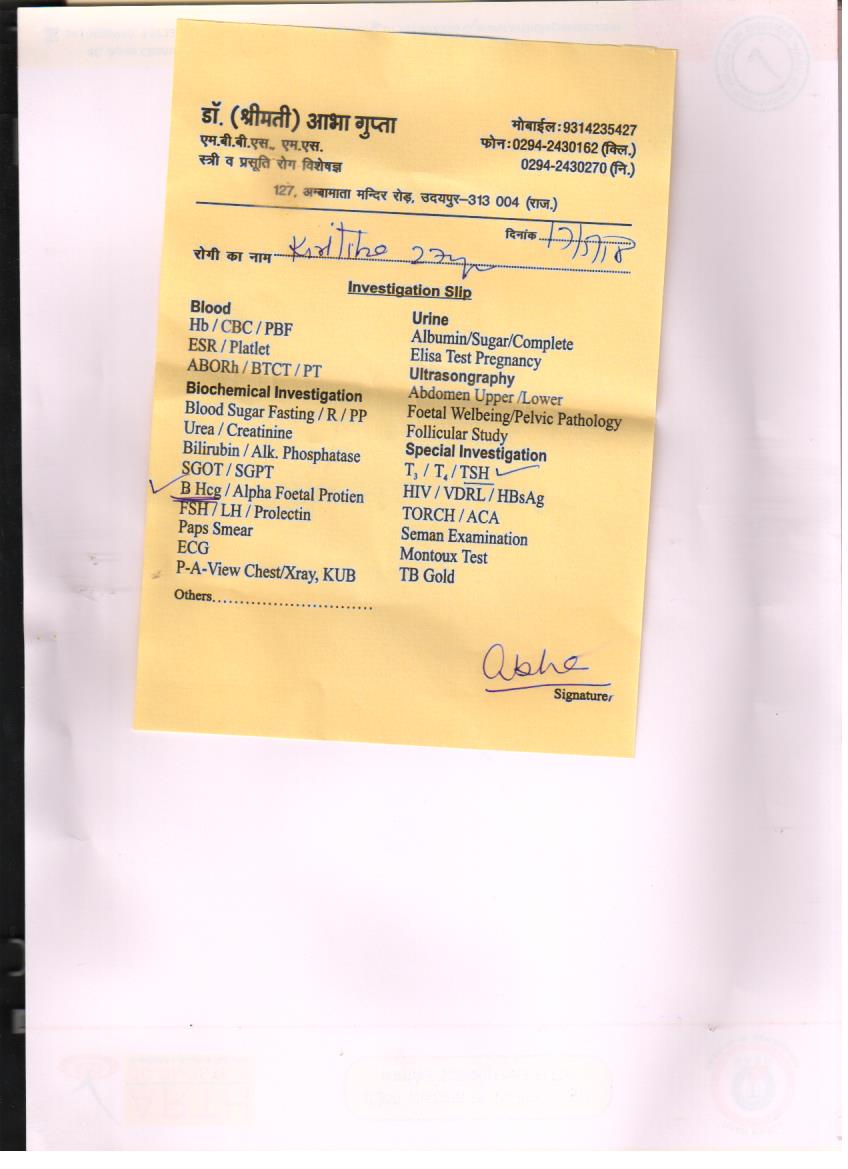 डॉ. (श्रीमती) आभा गुप्ता
एम.बी.बी.एस., एम.एस.
स्त्री व प्रसूति रोग विशेषज्ञ
मोबाईल:9314235427
फोन:0294-2430162 (क्लि.)
0294-2430270 (नि.)
127, अम्बामाता मन्दिर रोड़, उदयपुर-313 004 (राज.)
दिनांक
रोगी का नाम
Investigation Slip
Blood
Hb / CBC / PBF
ESR / Platlet
ABORh / BTCT / PT
Biochemical Investigation
Blood Sugar Fasting / R / PP
Urea / Creatinine
Bilirubin / Alk. Phosphatase
SGOT / SGPT
B Hcg / Alpha Foetal Protien
FSH / LH / Prolectin
Paps Smear
ECG
P-A-View Chest/Xray, KUB
Others............................
Urine
Albumin/Sugar/Complete
Elisa Test Pregnancy
Ultrasongraphy
Abdomen Upper /Lower
Foetal Welbeing/Pelvic Pathology
Follicular Study
Special Investigation
T₃ / T₄ / TSH
HIV / VDRL / HBsAg
TORCH / ACA
Seman Examination
Montoux Test
TB Gold
Abha
Signature